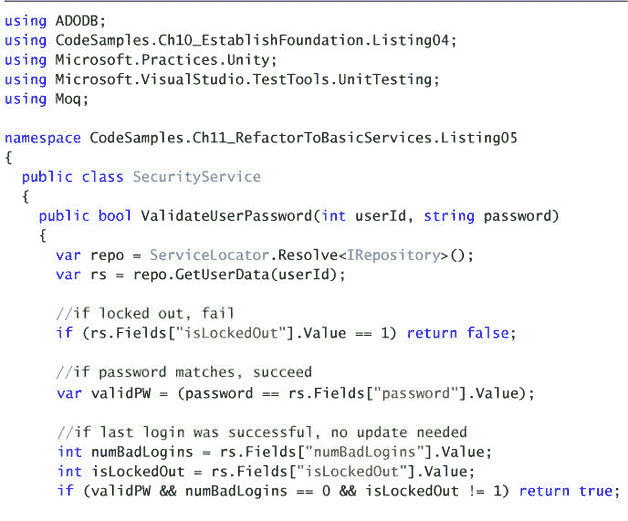 using ADODB;
using CodeSamples.Ch10_EstablishFoundation.Listing04;
using Microsoft.Practices.Unity;
using Microsoft.VisualStudio.TestTools.UnitTesting;
using Moq;
namespace CodeSamples.Ch11_RefactorToBasicServices.Listing05
{
public class SecurityService
{
public bool ValidateUserPassword(int userId, string password)
{
var repo = ServiceLocator.Resolve<IRepository>();
var rs = repo.GetUserData(userId);
//if locked out, fail
if (rs.Fields["isLockedOut"].Value == 1) return false;
//if password matches, succeed
var validPW = (password == rs.Fields["password"].Value);
//if last login was successful, no update needed
int numBadLogins = rs.Fields["numBadLogins"].Value;
int isLockedOut = rs.Fields["isLockedOut"].Value;
if (validPW && numBadLogins == 0 && isLockedOut != 1) return true;